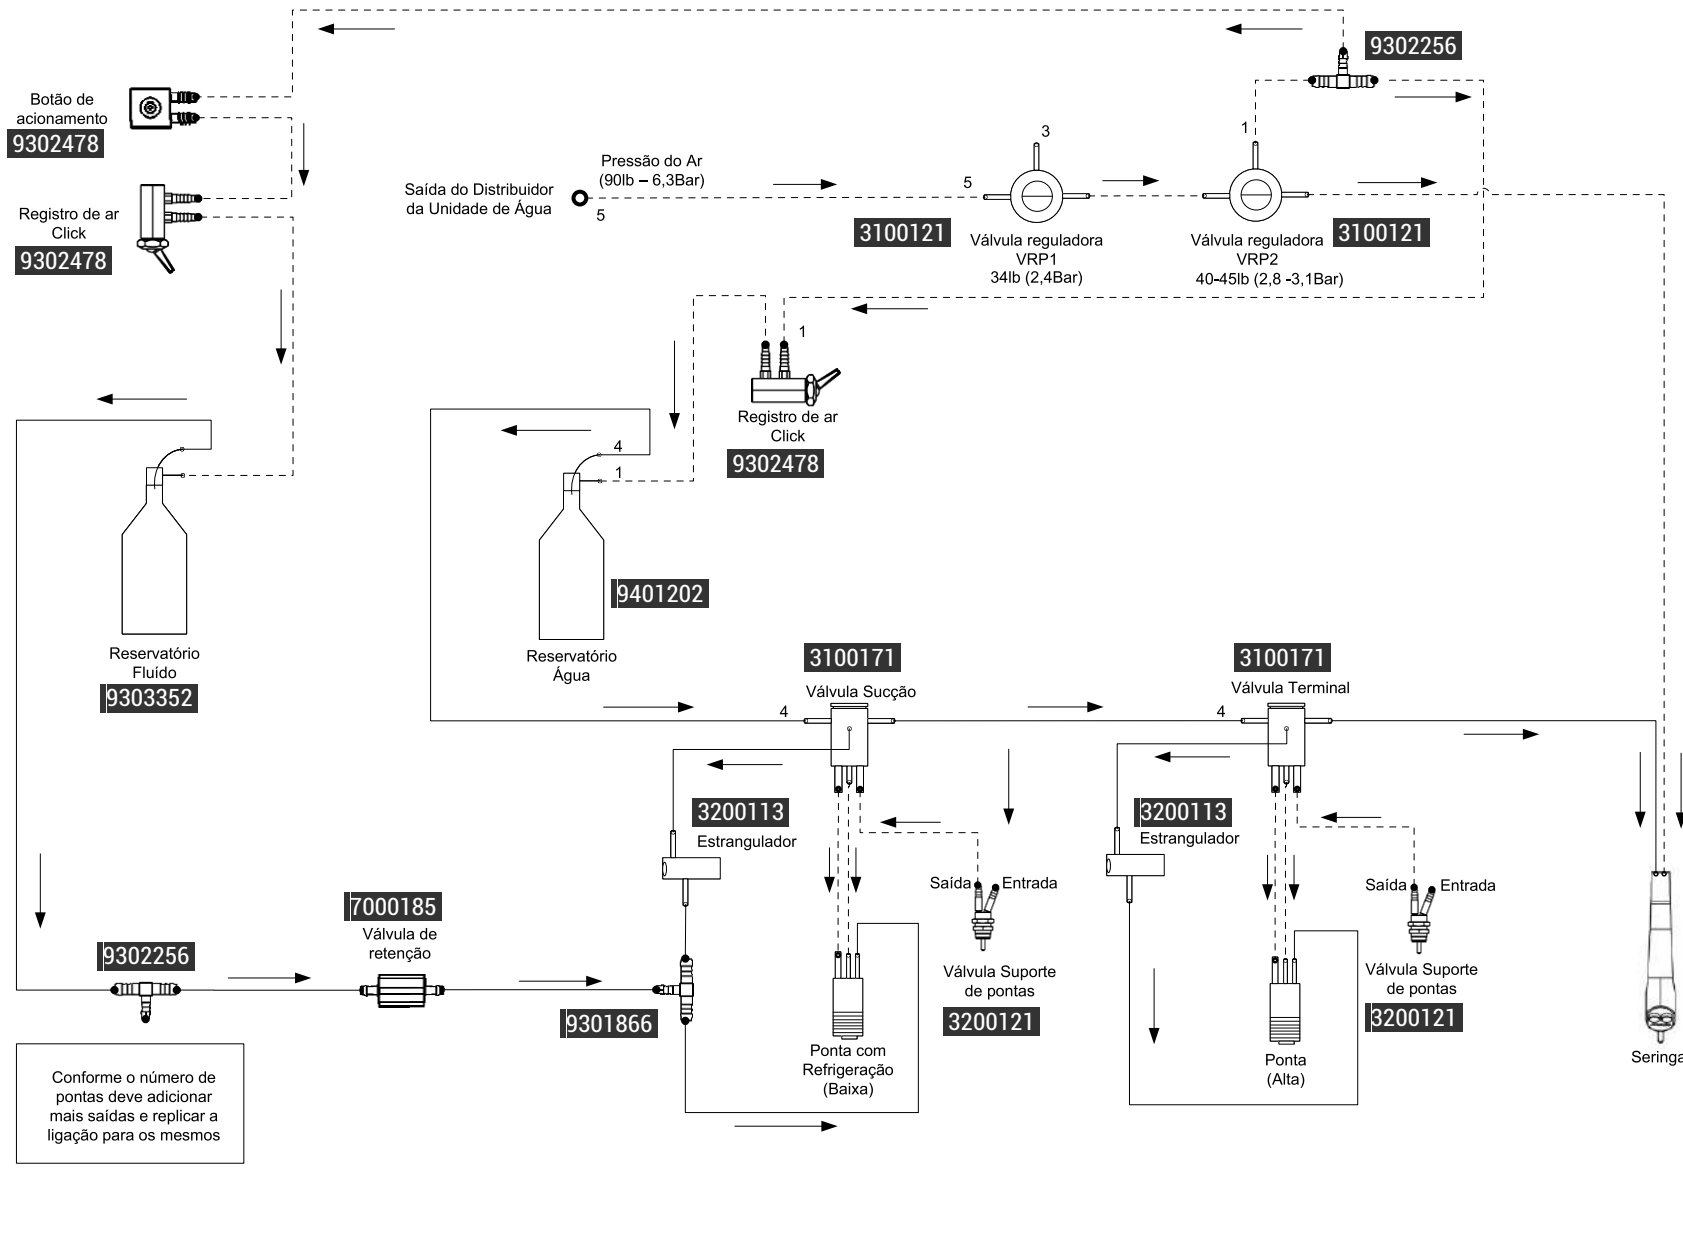 9302256
Botão de
acionamento
9302478
Registro de ar
Click
9302478
Saída do Distribuidor
da Unidade de Água
5
Pressão do Ar
(90lb – 6,3Bar)
5
3
3100121
Válvula reguladora
VRP1
34lb (2,4Bar)
1
Válvula reguladora
VRP2
40-45lb (2,8 -3,1Bar)
3100121
1
Registro de ar
Click
9302478
4
1
9401202
Reservatório
Água
Reservatório
Fluído
9303352
3100171
Válvula Sucção
4
3100171
Válvula Terminal
4
3200113
Estrangulador
3200113
Estrangulador
Saída
Entrada
Saída
Entrada
7000185
Válvula de
retenção
9302256
9301866
Válvula Suporte
de pontas
3200121
Válvula Suporte
de pontas
3200121
Ponta com
Refrigeração
(Baixa)
Ponta
(Alta)
Seringa
Conforme o número de
pontas deve adicionar
mais saídas e replicar a
ligação para os mesmos